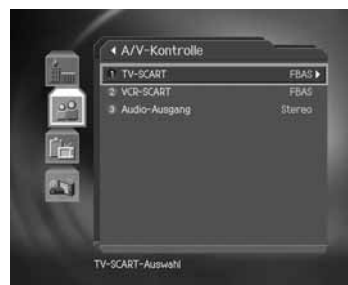 A/V-Kontrolle
1 TV-SCART FBAS
2 VCR-SCART FBAS
3 Audio-Ausgang Stereo
TV-SCART-Auswahl